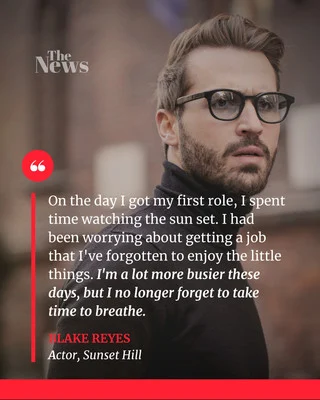 The
News
On the day I got my first role, I spent
time watching the sun set. I had
been worrying about getting a job
that I've forgotten to enjoy the little
things. I'm a lot more busier these
days, but I no longer forget to take
time to breathe.
BLAKE REYES
Actor, Sunset Hill